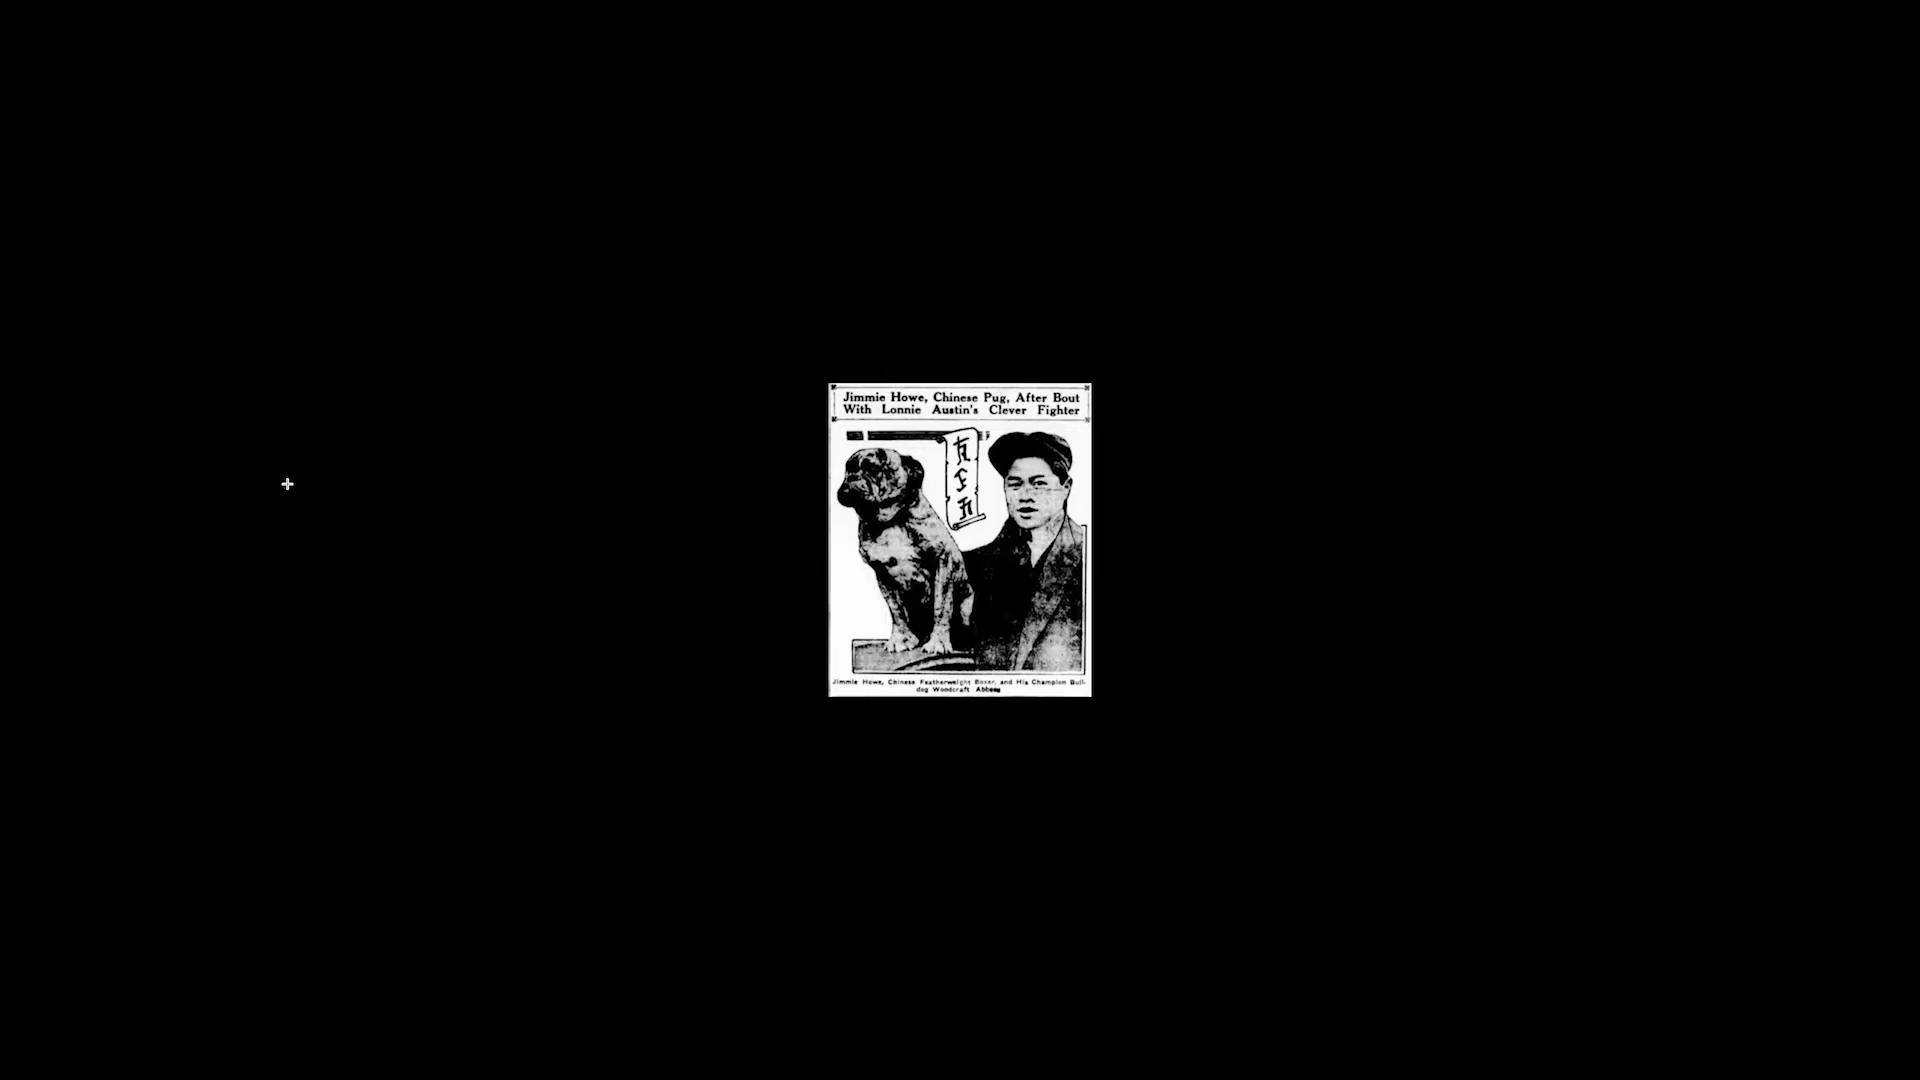 Jimmie Howe, Chinese Pug, After Bout
With Lonnie Austin's Clever Fighter
Jimmie Howe, Chinese Featherweight Boxer, and His Champion Bull-
dog Woodcraft Abbess